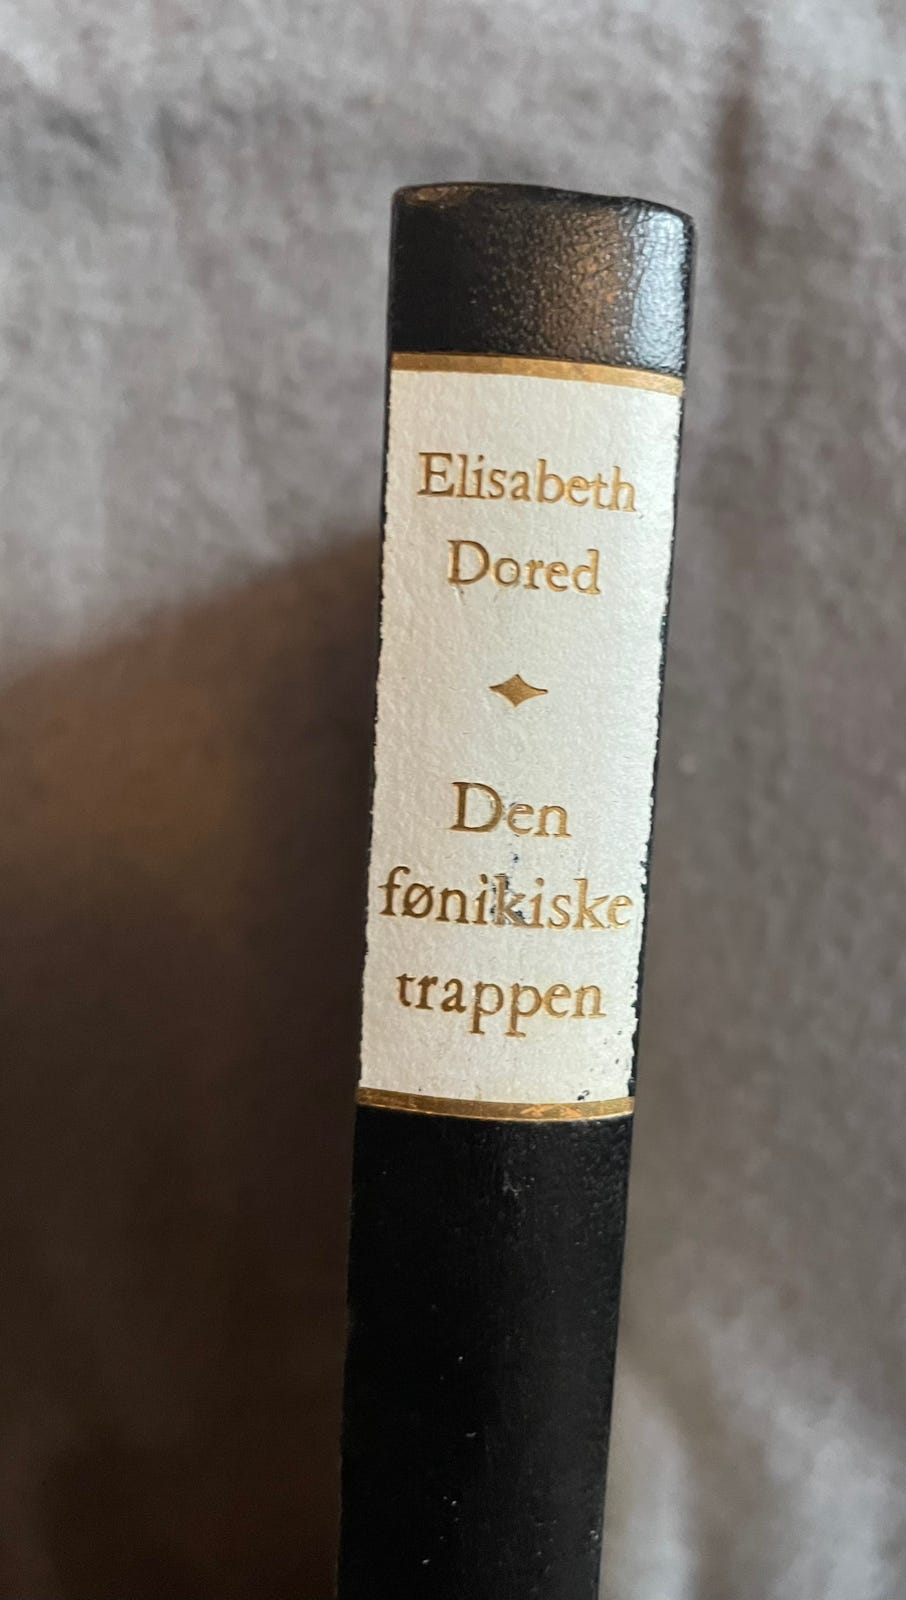 Elisabeth
Dored
Den
fønikiske
trappen